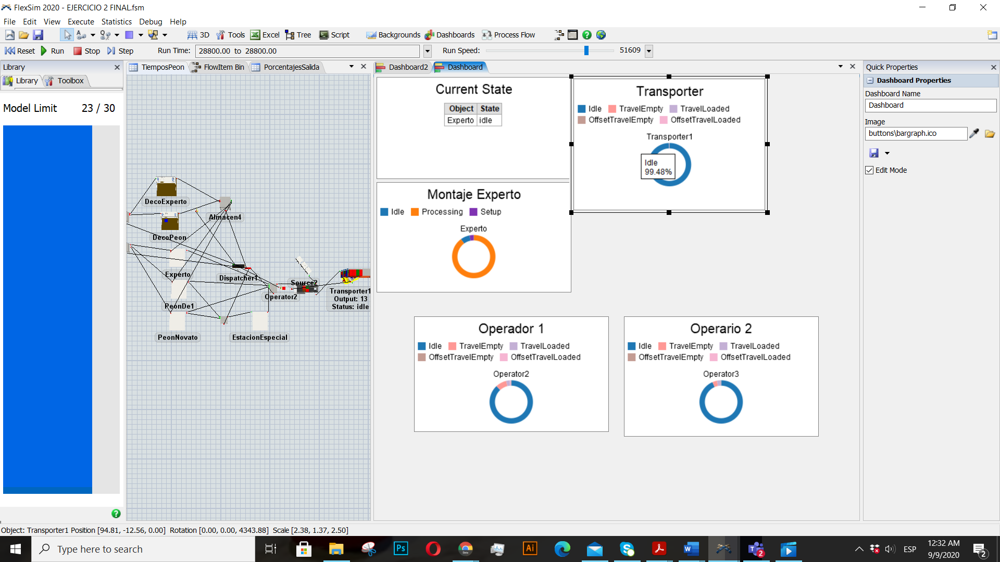 FlexSim 2020 - EJERCICIO 2 FINAL.fsm
File Edit View Execute Statistics Debug Help
3D Tools Excel Tree Script Backgrounds Dashboards Process Flow
Reset Run Stop Step Run Time: 28800.00 to 28800.00 Run Speed: 51609
Library
Library Toolbox
Model Limit 23 / 30
TiemposPeon FlowItem Bin PorcentajesSalida
DecoExperto
Almacen4
DecoPeon
Experto
Dispatcher1
Source2
Operator2
Transporter1
Output: 13
Status: idle
PeonDe1
PeonNovato
EstacionEspecial
Dashboard2 Dashboard
Current State
Object State
Experto idle
Transporter
Idle TravelEmpty TravelLoaded
OffsetTravelEmpty OffsetTravelLoaded
Transporter1
Idle
99.48%
Montaje Experto
Idle Processing Setup
Experto
Operador 1
Idle TravelEmpty TravelLoaded
OffsetTravelEmpty OffsetTravelLoaded
Operator2
Operario 2
Idle TravelEmpty TravelLoaded
OffsetTravelEmpty OffsetTravelLoaded
Operator3
Quick Properties
Dashboard Properties
Dashboard Name
Dashboard
Image
buttons\bargraph.ico
Edit Mode
Object: Transporter1 Position [94.81, -12.56, 0.00] Rotation [0.00, 0.00, 4343.88] Scale [2.38, 1.37, 2.50]
Type here to search
Ps
Ai
2
ESP
12:32 AM
9/9/2020
2